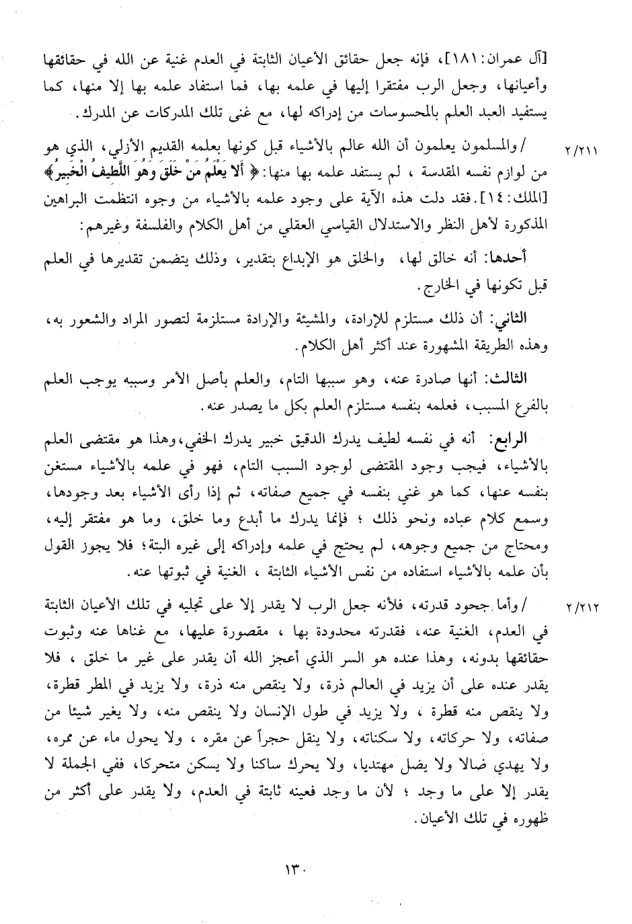 [آل عمران: ١٨١]، فإنه جعل حقائق الأعيان الثابتة في العدم غنية عن الله في حقائقها
وأعيانها، وجعل الرب مفتقرا إليها في علمه بها، فما استفاد علمه بها إلا منها، كما
يستفيد العبد العلم بالمحسوسات من إدراكه لها، مع غنى تلك المدركات عن المدرك.
٢/٢١١ / والمسلمون يعلمون أن الله عالم بالأشياء قبل كونها بعلمه القديم الأزلي، الذي هو
من لوازم نفسه المقدسة ، لم يستفد علمه بها منها: ﴿ أَلا يَعْلَمُ مَنْ خَلَقَ وَهُوَ اللَّطِيفُ الْخَبِيرُ﴾
[الملك: ١٤]. فقد دلت هذه الآية على وجود علمه بالأشياء من وجوه انتظمت البراهين
المذكورة لأهل النظر والاستدلال القياسي العقلي من أهل الكلام والفلسفة وغيرهم:
أحدها: أنه خالق لها، والخلق هو الإبداع بتقدير، وذلك يتضمن تقديرها في العلم
قبل تكونها في الخارج.
الثاني: أن ذلك مستلزم للإرادة، والمشيئة والإرادة مستلزمة لتصور المراد والشعور به،
وهذه الطريقة المشهورة عند أكثر أهل الكلام.
الثالث: أنها صادرة عنه، وهو سببها التام، والعلم بأصل الأمر وسببه يوجب العلم
بالفرع المسبب، فعلمه بنفسه مستلزم العلم بكل ما يصدر عنه.
الرابع: أنه في نفسه لطيف يدرك الدقيق خبير يدرك الخفي،وهذا هو مقتضى العلم
بالأشياء، فيجب وجود المقتضى لوجود السبب التام، فهو في علمه بالأشياء مستغن
بنفسه عنها، كما هو غني بنفسه في جميع صفاته، ثم إذا رأى الأشياء بعد وجودها،
وسمع كلام عباده ونحو ذلك ؛ فإنما يدرك ما أبدع وما خلق، وما هو مفتقر إليه،
ومحتاج من جميع وجوهه، لم يحتج في علمه وإدراكه إلى غيره البتة؛ فلا يجوز القول
بأن علمه بالأشياء استفاده من نفس الأشياء الثابتة ، الغنية في ثبوتها عنه.
٢/٢١٢ / وأما جحود قدرته، فلأنه جعل الرب لا يقدر إلا على تجليه في تلك الأعيان الثابتة
في العدم، الغنية عنه، فقدرته محدودة بها ، مقصورة عليها، مع غناها عنه وثبوت
حقائقها بدونه، وهذا عنده هو السر الذي أعجز الله أن يقدر على غير ما خلق ، فلا
يقدر عنده على أن يزيد في العالم ذرة، ولا ينقص منه ذرة، ولا يزيد في المطر قطرة،
ولا ينقص منه قطرة ، ولا يزيد في طول الإنسان ولا ينقص منه، ولا يغير شيئا من
صفاته، ولا حركاته، ولا سكناته، ولا ينقل حجراً عن مقره ، ولا يحول ماء عن ممره،
ولا يهدي ضالا ولا يضل مهتديا، ولا يحرك ساكنا ولا يسكن متحركا، ففي الجملة لا
يقدر إلا على ما وجد ؛ لأن ما وجد فعينه ثابتة في العدم، ولا يقدر على أكثر من
ظهوره في تلك الأعيان.
١٣٠